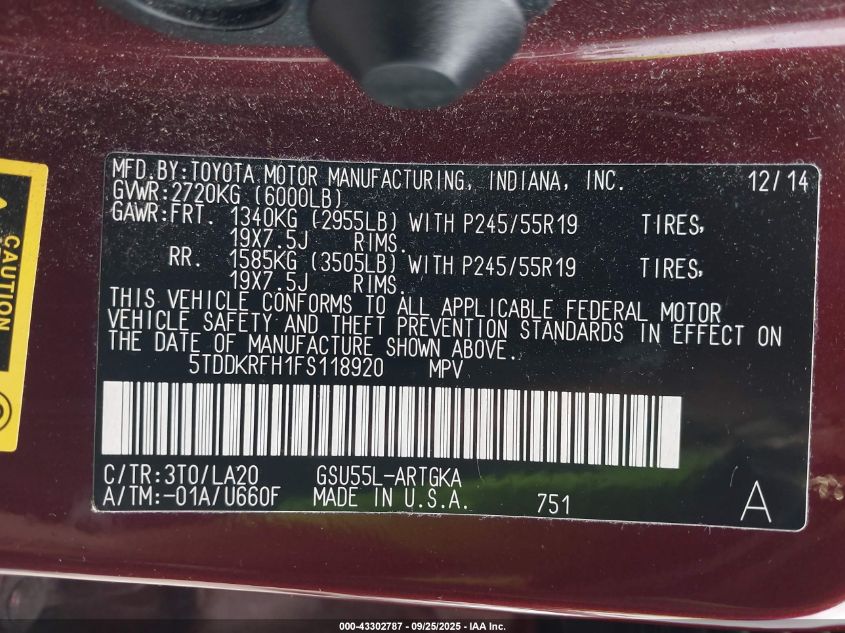 MFD.BY:TOYOTA MOTOR MANUFACTURING, INDIANA, INC. 12/14
GVWR:2720KG (6000LB)
GAWR:FRT. 1340KG (2955LB) WITH P245/55R19 TIRES,
19X7.5J RIMS.
RR. 1585KG (3505LB) WITH P245/55R19 TIRES,
19X7.5J RIMS.
THIS VEHICLE CONFORMS TO ALL APPLICABLE FEDERAL MOTOR
VEHICLE SAFETY AND THEFT PREVENTION STANDARDS IN EFFECT ON
THE DATE OF MANUFACTURE SHOWN ABOVE.
5TDDKRFH1FS118920 MPV
C/TR:3T0/LA20 GSU55L-ARTGKA
A/TM:-01A/U660F MADE IN U.S.A. 751 A
CAUTION
000-43302787 - 09/25/2025 - IAA Inc.